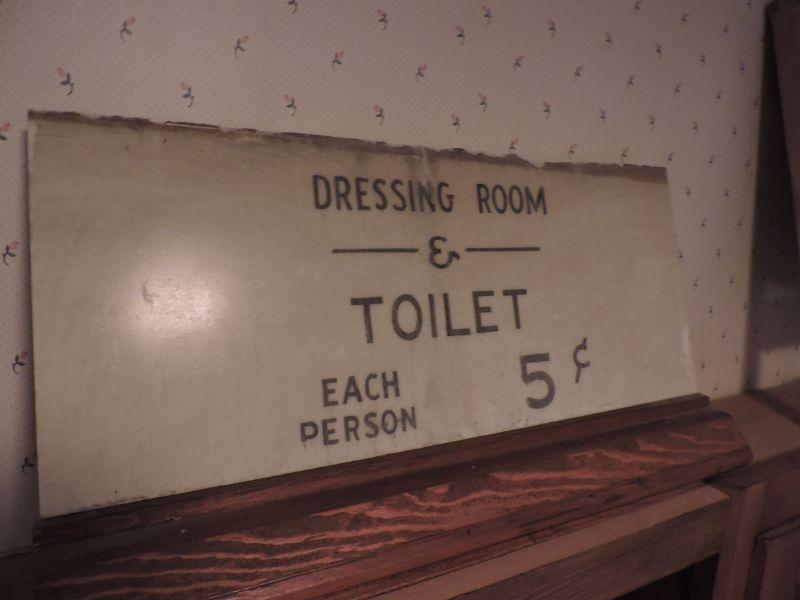 DRESSING ROOM
&
TOILET
EACH
PERSON
5¢